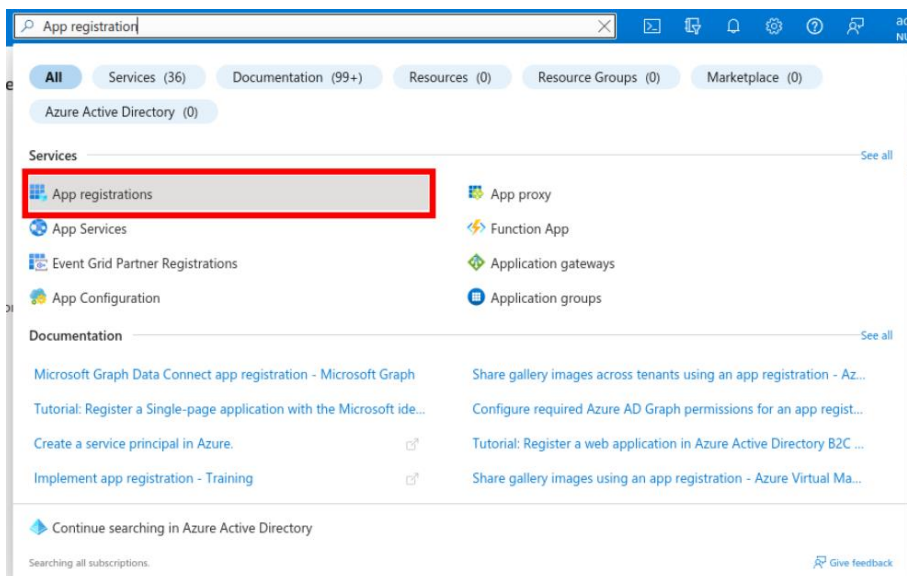 App registration
All Services (36) Documentation (99+) Resources (0) Resource Groups (0) Marketplace (0)
Azure Active Directory (0)
Services See all
App registrations App proxy
App Services Function App
Event Grid Partner Registrations Application gateways
App Configuration Application groups
Documentation See all
Microsoft Graph Data Connect app registration - Microsoft Graph Share gallery images across tenants using an app registration - Az...
Tutorial: Register a Single-page application with the Microsoft ide... Configure required Azure AD Graph permissions for an app regist...
Create a service principal in Azure. Tutorial: Register a web application in Azure Active Directory B2C ...
Implement app registration - Training Share gallery images using an app registration - Azure Virtual Ma...
Continue searching in Azure Active Directory
Searching all subscriptions. Give feedback